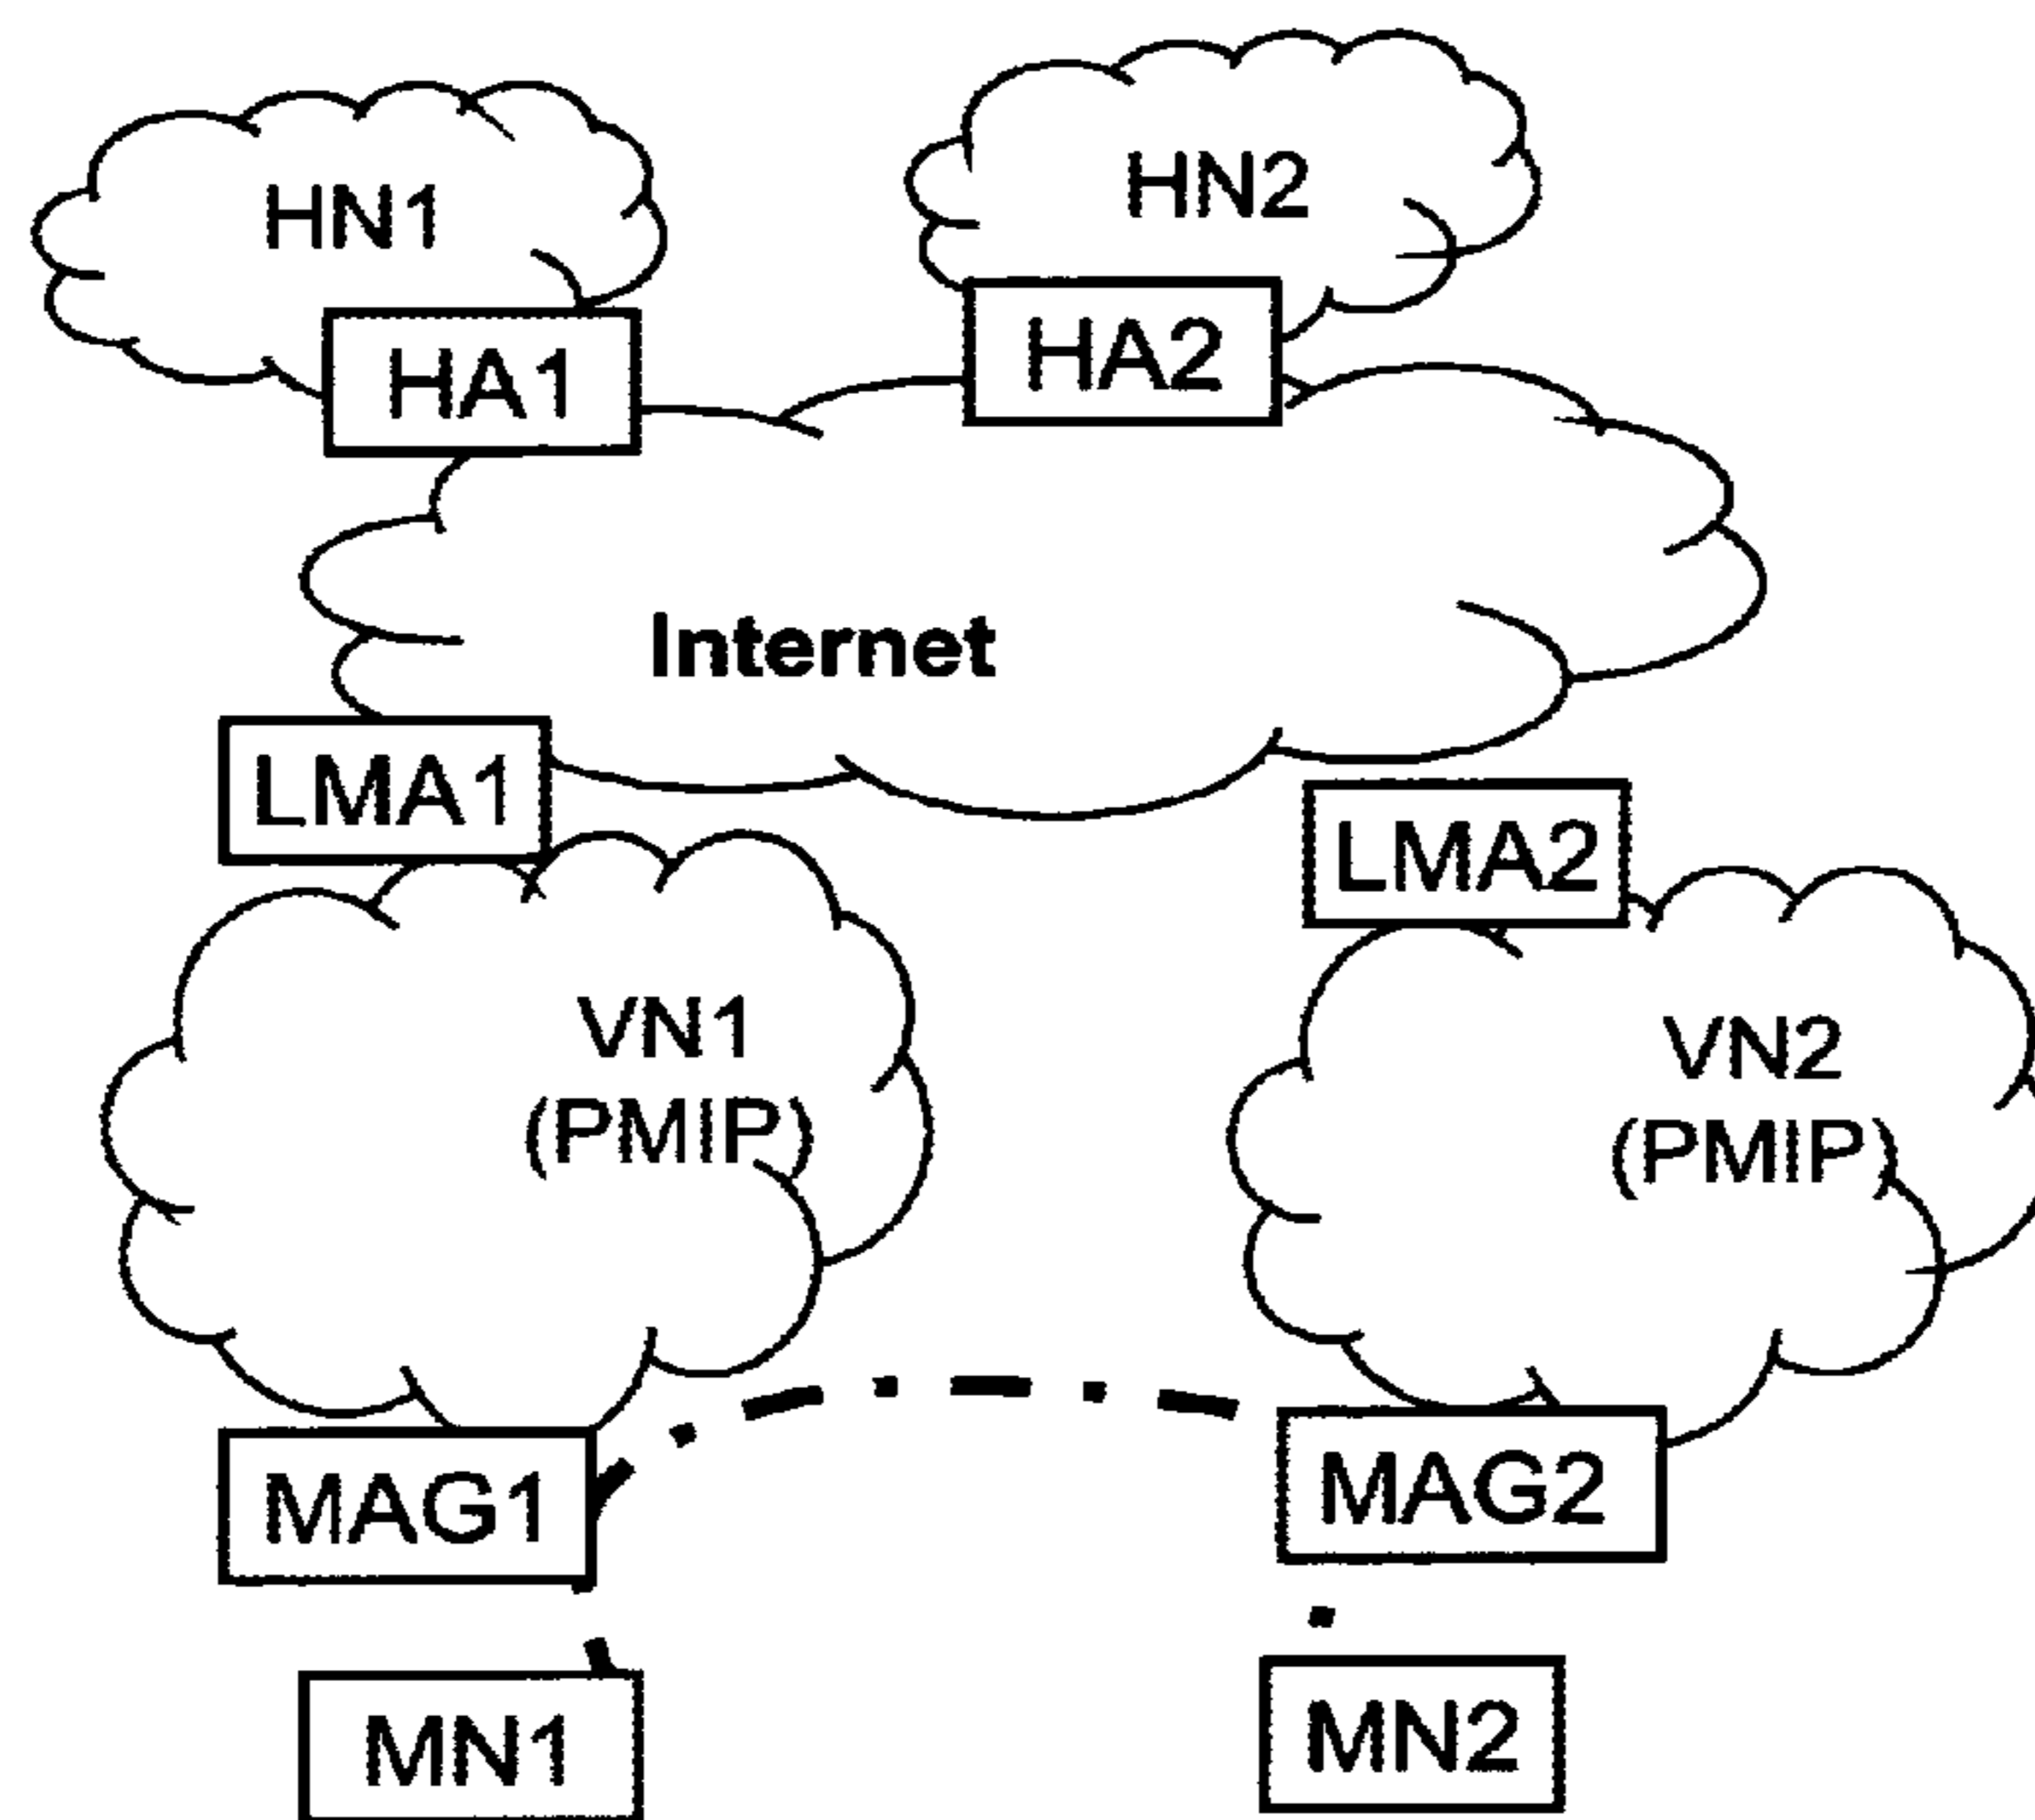 HN1
HN2
HA1
HA2
Internet
LMA1
LMA2
VN1
(PMIP)
VN2
(PMIP)
MAG1
MAG2
MN1
MN2